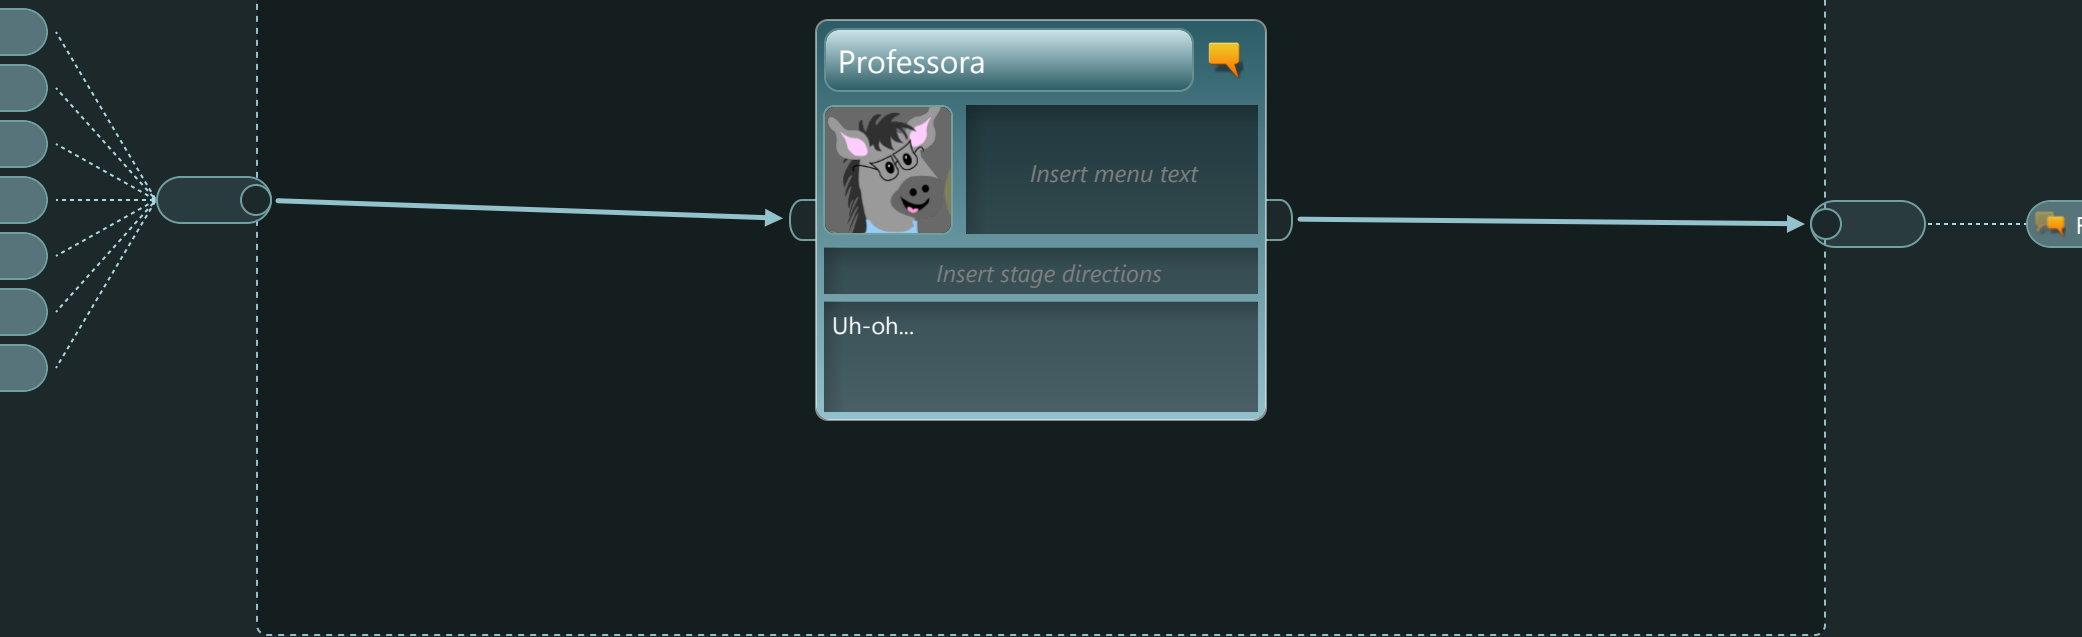 Professora
Insert menu text
Insert stage directions
Uh-oh...